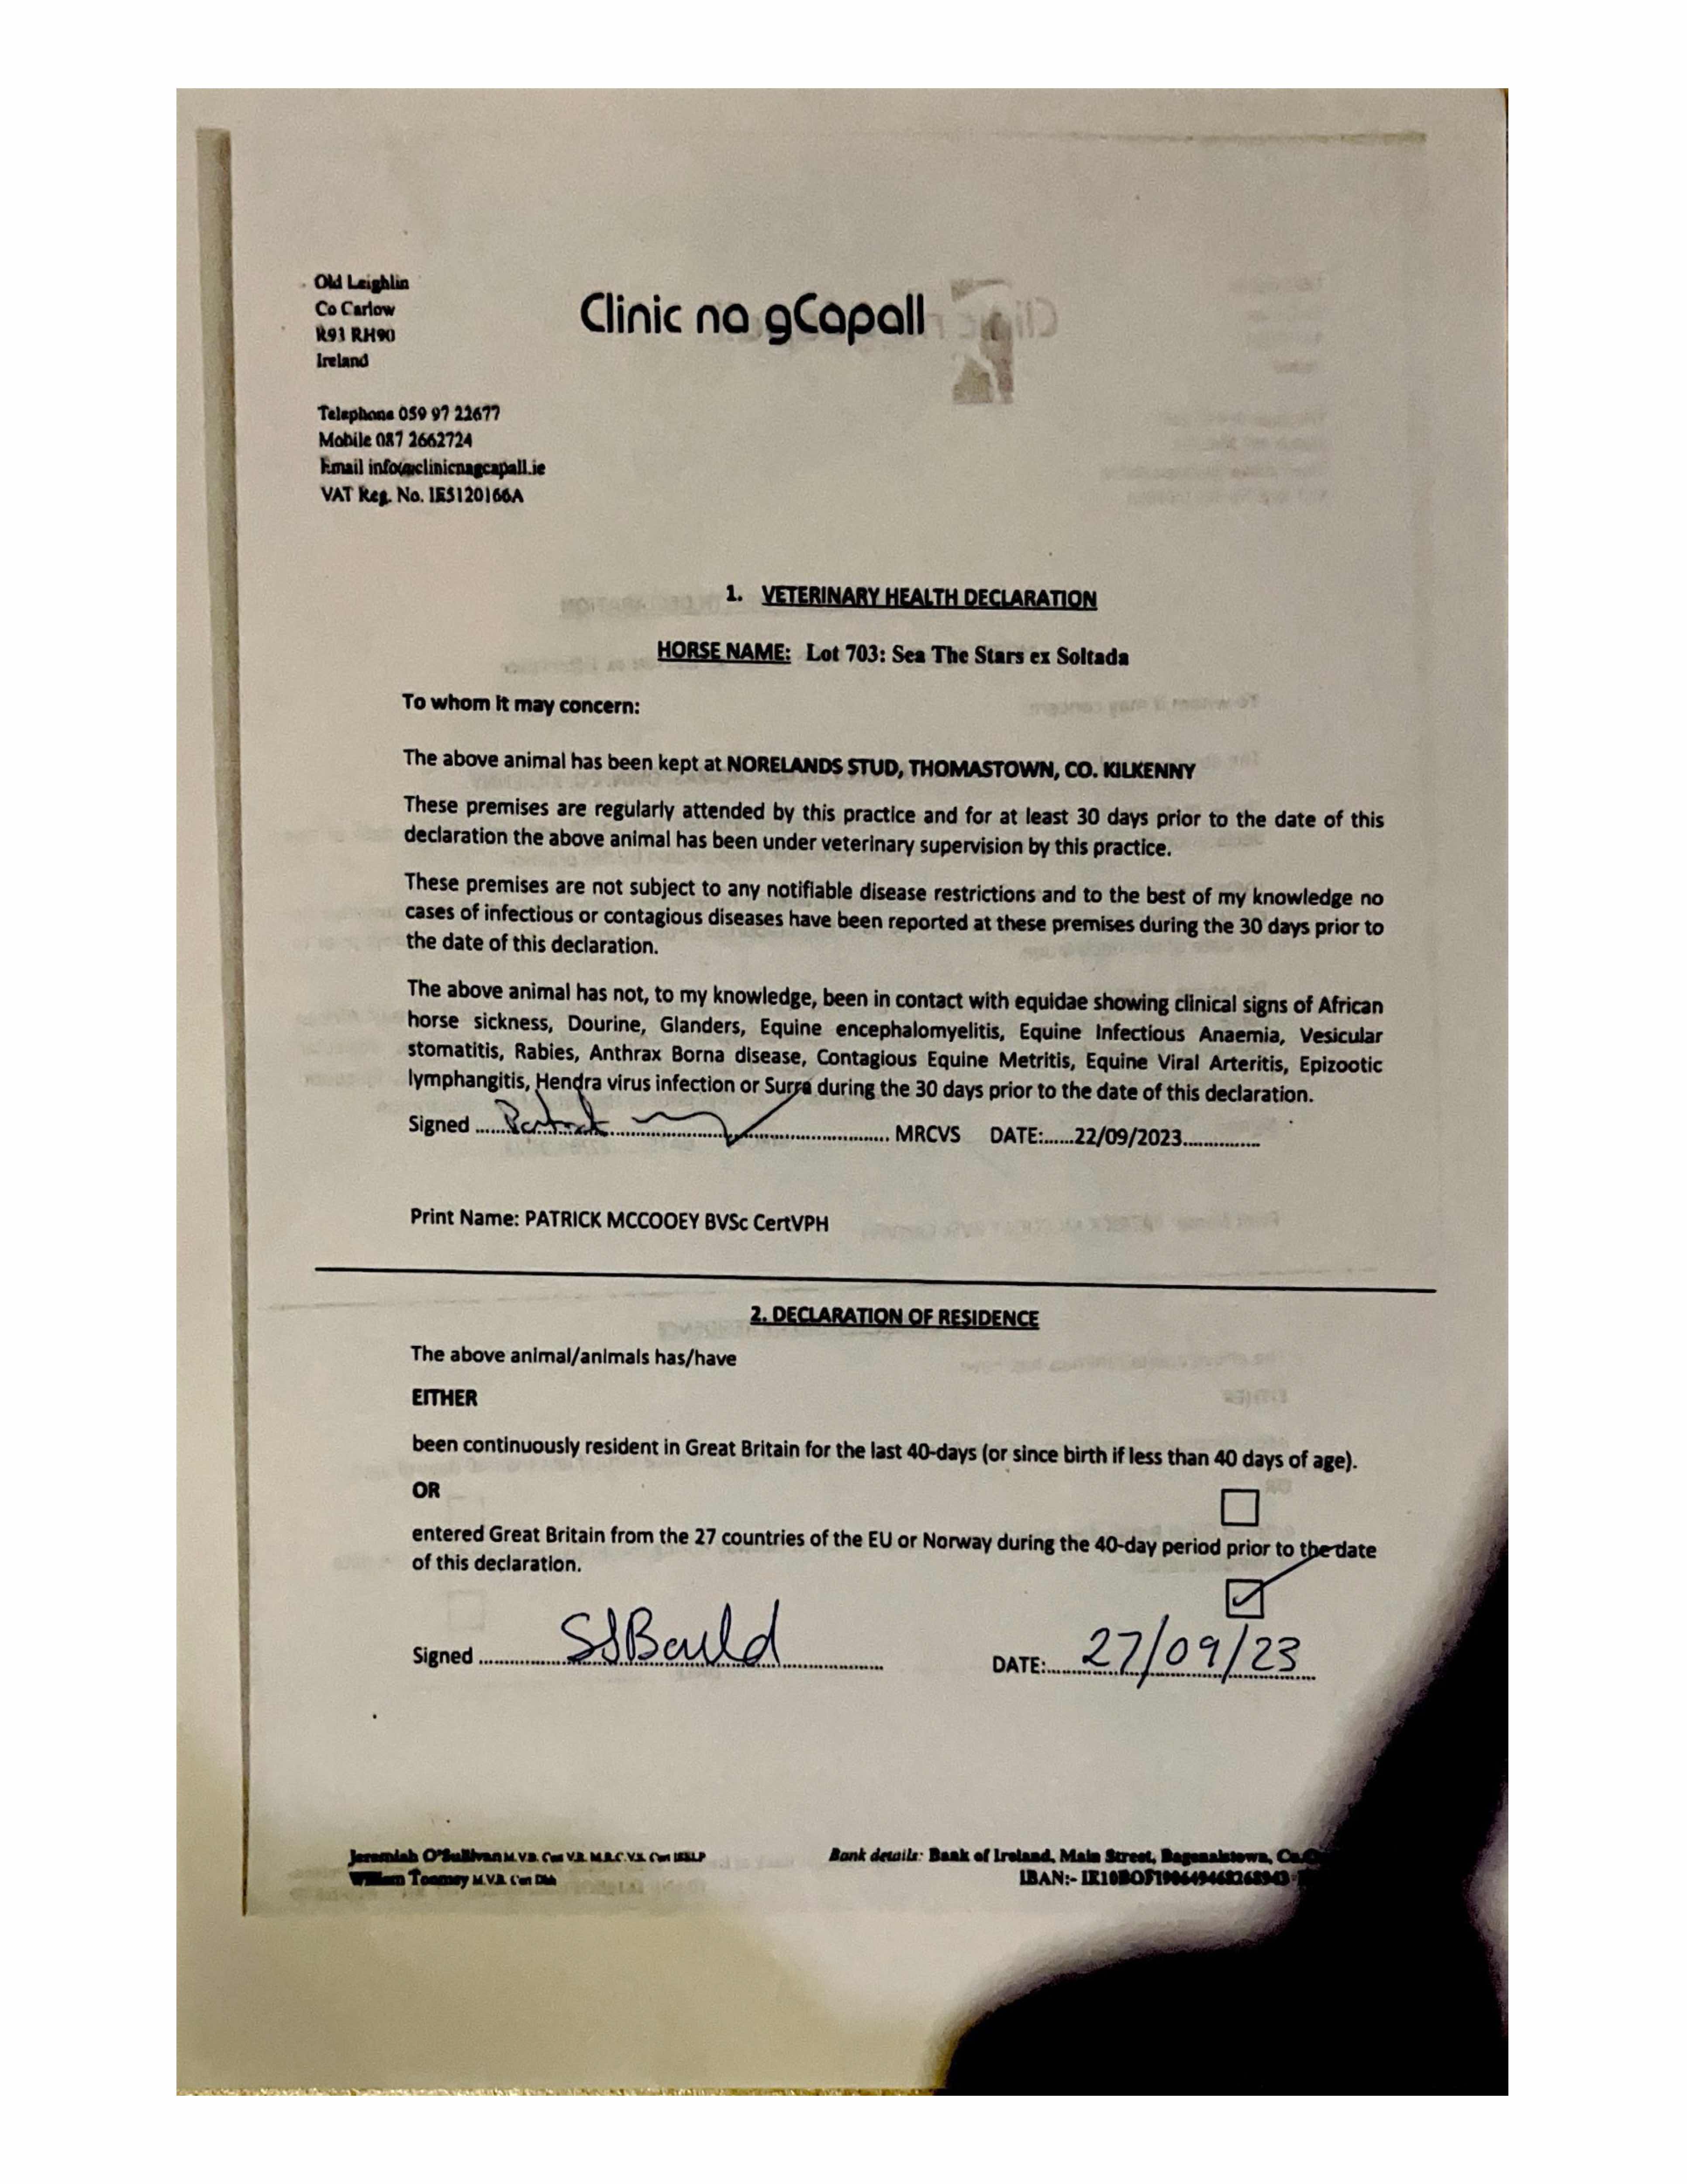 Old Leighlin
Co Carlow
R93 RH90
Ireland
Clinic na gCapall
Telephone 059 97 22677
Mobile 087 2662724
Email info@clinicnagcapall.ie
VAT Reg. No. IE5120166A
1. VETERINARY HEALTH DECLARATION
HORSE NAME: Lot 703: Sea The Stars ex Soltada
To whom it may concern:
The above animal has been kept at NORELANDS STUD, THOMASTOWN, CO. KILKENNY
These premises are regularly attended by this practice and for at least 30 days prior to the date of this
declaration the above animal has been under veterinary supervision by this practice.
These premises are not subject to any notifiable disease restrictions and to the best of my knowledge no
cases of infectious or contagious diseases have been reported at these premises during the 30 days prior to
the date of this declaration.
The above animal has not, to my knowledge, been in contact with equidae showing clinical signs of African
horse sickness, Dourine, Glanders, Equine encephalomyelitis, Equine Infectious Anaemia, Vesicular
stomatitis, Rabies, Anthrax Borna disease, Contagious Equine Metritis, Equine Viral Arteritis, Epizootic
lymphangitis, Hendra virus infection or Surra during the 30 days prior to the date of this declaration.
Signed ...... Patrick ...... MRCVS DATE:......22/09/2023...............
Print Name: PATRICK MCCOOEY BVSc CertVPH
2. DECLARATION OF RESIDENCE
The above animal/animals has/have
EITHER
been continuously resident in Great Britain for the last 40-days (or since birth if less than 40 days of age).
OR
entered Great Britain from the 27 countries of the EU or Norway during the 40-day period prior to the date
of this declaration.
Signed ...... SSBauld ...... DATE:...... 27/09/23
Jeremiah O'Sullivan M.V.B. Cert V.R. M.R.C.V.S. Cert
Bank details: Bank of Ireland, Main Street, Bagenalstown, Co.
William Toomey M.V.B. Cert
IBAN:-